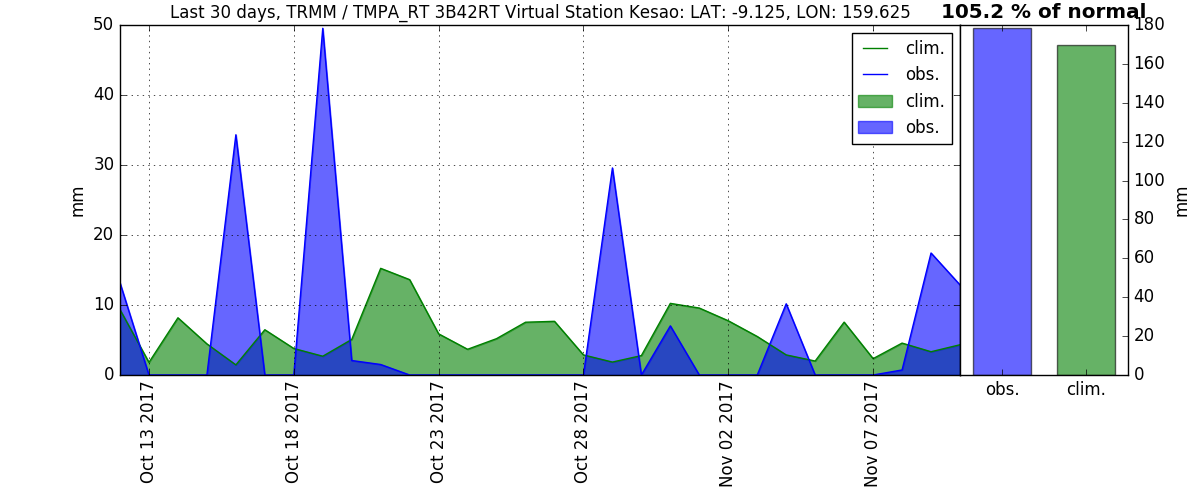 Last 30 days, TRMM / TMPA_RT 3B42RT Virtual Station Kesao: LAT: -9.125, LON: 159.625
105.2 % of normal
50
40
30
20
10
0
mm
clim.
obs.
clim.
obs.
180
160
140
120
100
80
60
40
20
0
mm
obs.
clim.
Oct 13 2017
Oct 18 2017
Oct 23 2017
Oct 28 2017
Nov 02 2017
Nov 07 2017